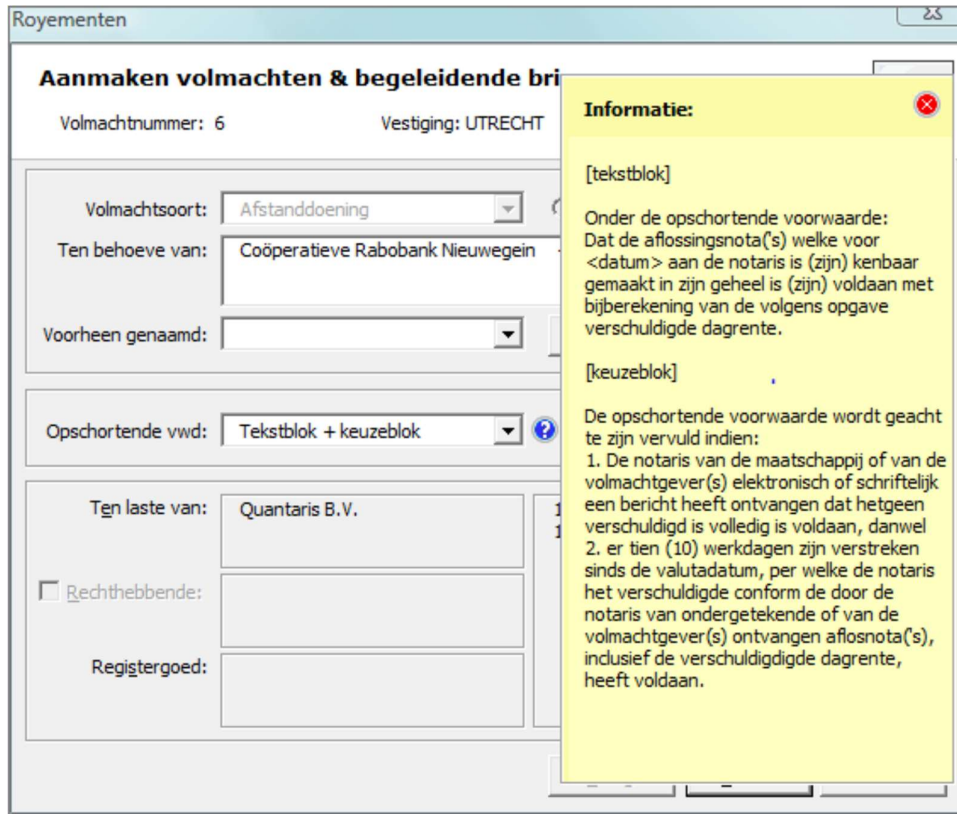 Royementen
Aanmaken volmachten & begeleidende bri
Volmachtnummer: 6
Vestiging: UTRECHT
Volmachtsoort:
Afstanddoening
Ten behoeve van:
Coöperatieve Rabobank Nieuwegein
Voorheen genaamd:
Opschortende vwd:
Tekstblok + keuzeblok
Ten laste van:
Quantaris B.V.
1
1
Rechthebbende:
Registergoed:
Informatie:
[tekstblok]
Onder de opschortende voorwaarde:
Dat de aflossingsnota('s) welke voor
<datum> aan de notaris is (zijn) kenbaar
gemaakt in zijn geheel is (zijn) voldaan met
bijberekening van de volgens opgave
verschuldigde dagrente.
[keuzeblok]
De opschortende voorwaarde wordt geacht
te zijn vervuld indien:
1. De notaris van de maatschappij of van de
volmachtgever(s) elektronisch of schriftelijk
een bericht heeft ontvangen dat hetgeen
verschuldigd is volledig is voldaan, danwel
2. er tien (10) werkdagen zijn verstreken
sinds de valutadatum, per welke de notaris
het verschuldigde conform de door de
notaris van ondergetekende of van de
volmachtgever(s) ontvangen aflosnota('s),
inclusief de verschuldigdigde dagrente,
heeft voldaan.